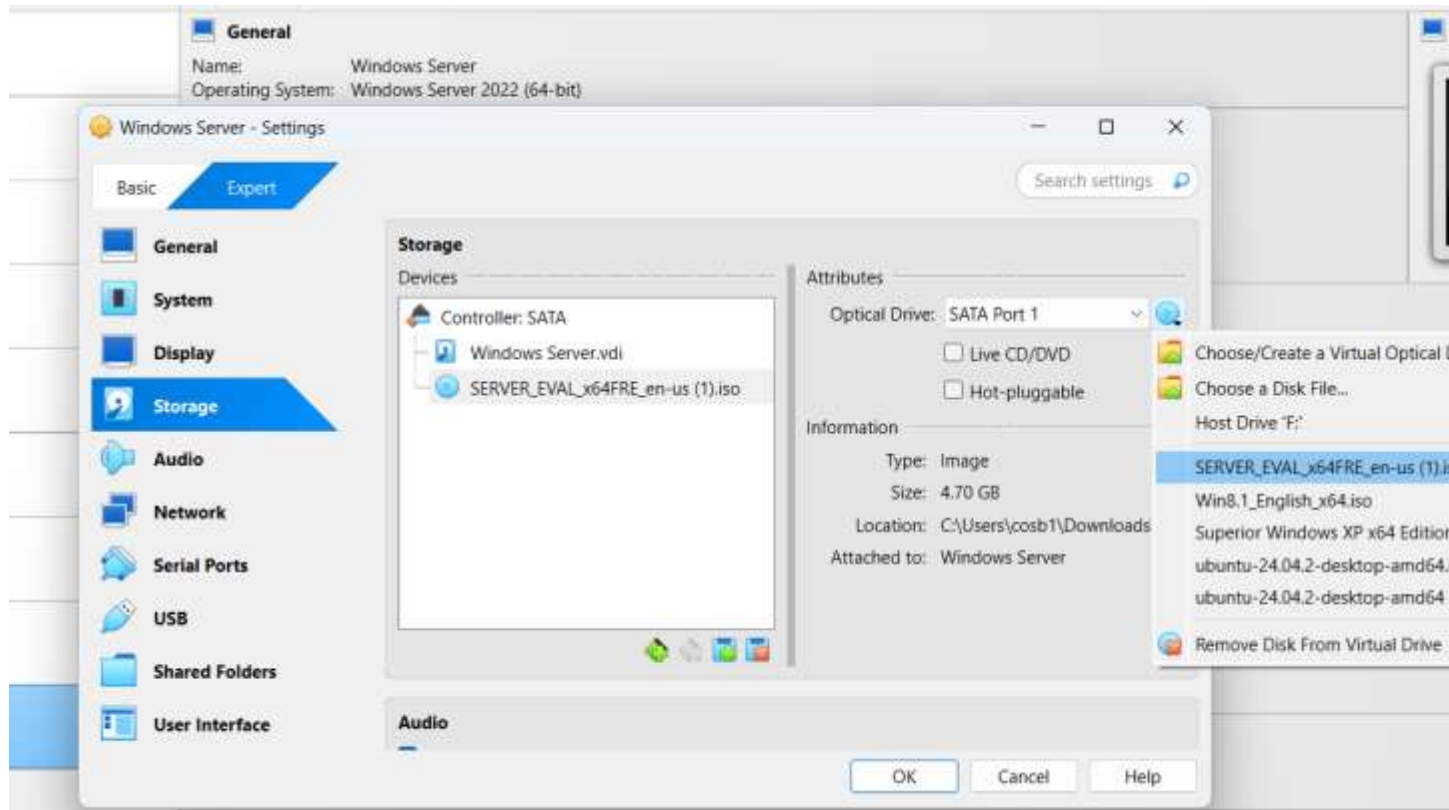 General
Name: Windows Server
Operating System: Windows Server 2022 (64-bit)
Windows Server - Settings
Basic
Expert
Search settings
General
System
Display
Storage
Audio
Network
Serial Ports
USB
Shared Folders
User Interface
Storage
Devices
Controller: SATA
Windows Server.vdi
SERVER_EVAL_x64FRE_en-us (1).iso
Attributes
Optical Drive: SATA Port 1
Live CD/DVD
Hot-pluggable
Information
Type: Image
Size: 4.70 GB
Location: C:\Users\cosb1\Downloads
Attached to: Windows Server
Choose/Create a Virtual Optical
Choose a Disk File...
Host Drive 'F:'
SERVER_EVAL_x64FRE_en-us (1).is
Win8.1_English_x64.iso
Superior Windows XP x64 Edition
ubuntu-24.04.2-desktop-amd64.
ubuntu-24.04.2-desktop-amd64
Remove Disk From Virtual Drive
Audio
OK
Cancel
Help